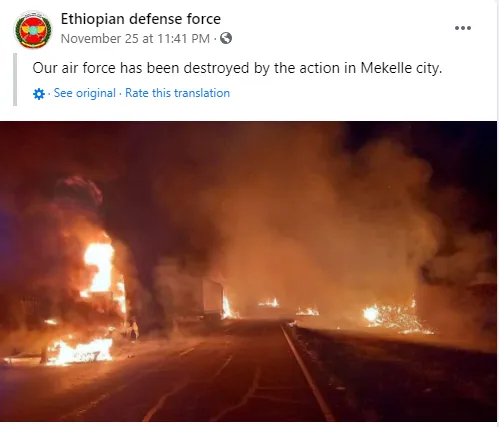 Ethiopian defense force
November 25 at 11:41 PM ·
Our air force has been destroyed by the action in Mekelle city.
· See original · Rate this translation